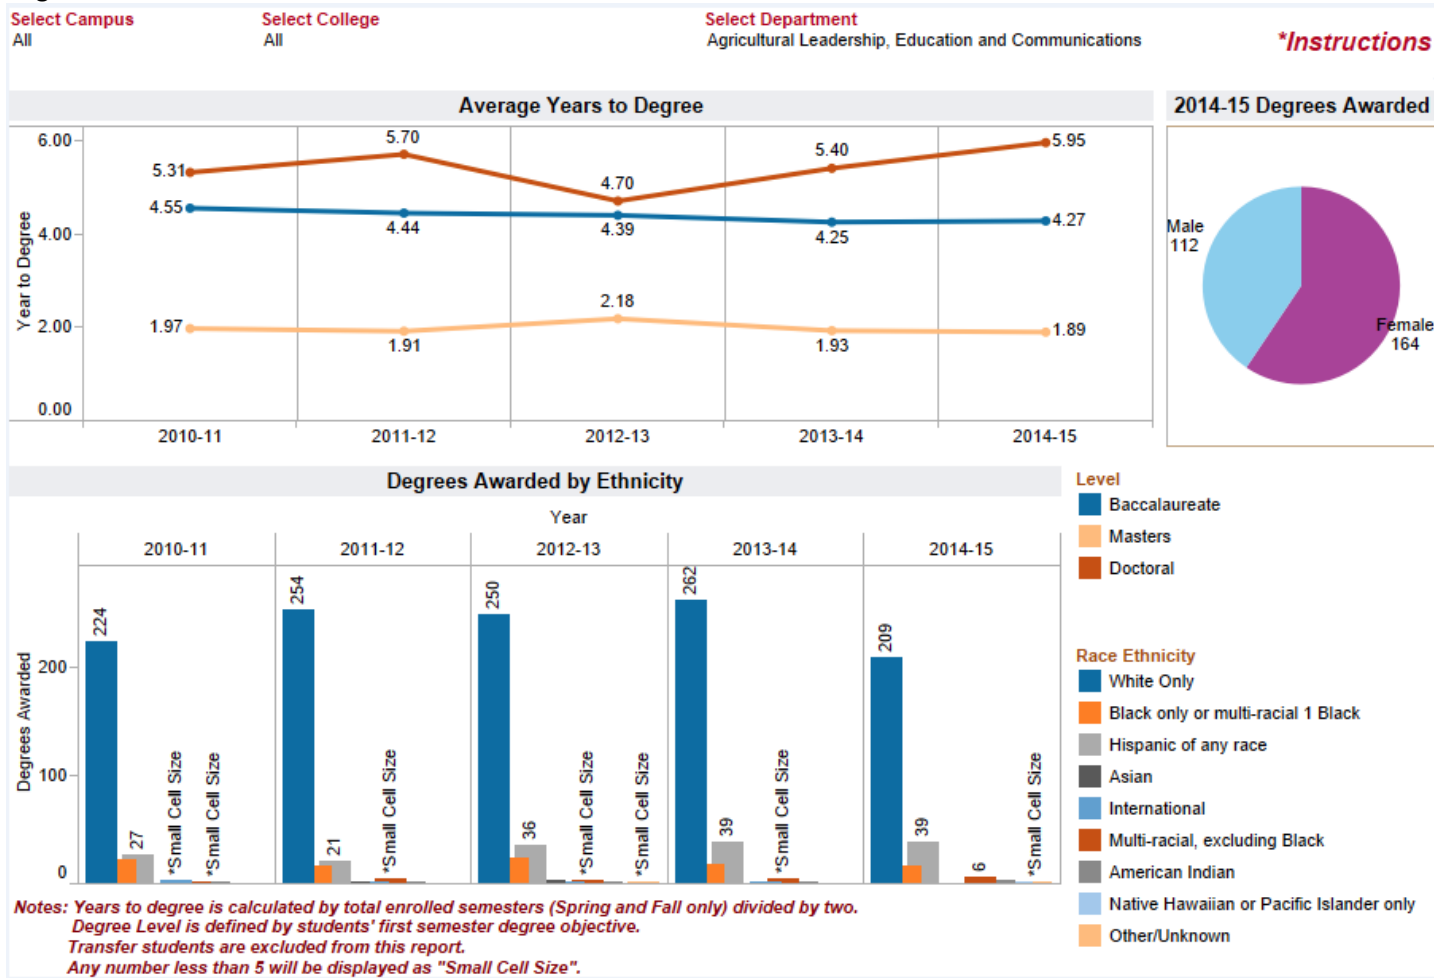 Select Campus
Select College
Select Department
All
All
Agricultural Leadership, Education and Communications
*Instructions
Average Years to Degree
2014-15 Degrees Awarded
Year to Degree
6.00
4.00
2.00
0.00
5.31
5.70
4.70
5.40
5.95
4.55
4.44
4.39
4.25
4.27
1.97
1.91
2.18
1.93
1.89
2010-11
2011-12
2012-13
2013-14
2014-15
Male
112
Female
164
Degrees Awarded by Ethnicity
Year
2010-11
2011-12
2012-13
2013-14
2014-15
Degrees Awarded
200
100
0
224
27
*Small Cell Size
*Small Cell Size
254
21
*Small Cell Size
250
36
*Small Cell Size
*Small Cell Size
262
39
*Small Cell Size
209
39
6
*Small Cell Size
Level
Baccalaureate
Masters
Doctoral
Race Ethnicity
White Only
Black only or multi-racial 1 Black
Hispanic of any race
Asian
International
Multi-racial, excluding Black
American Indian
Native Hawaiian or Pacific Islander only
Other/Unknown
Notes: Years to degree is calculated by total enrolled semesters (Spring and Fall only) divided by two.
Degree Level is defined by students' first semester degree objective.
Transfer students are excluded from this report.
Any number less than 5 will be displayed as "Small Cell Size".